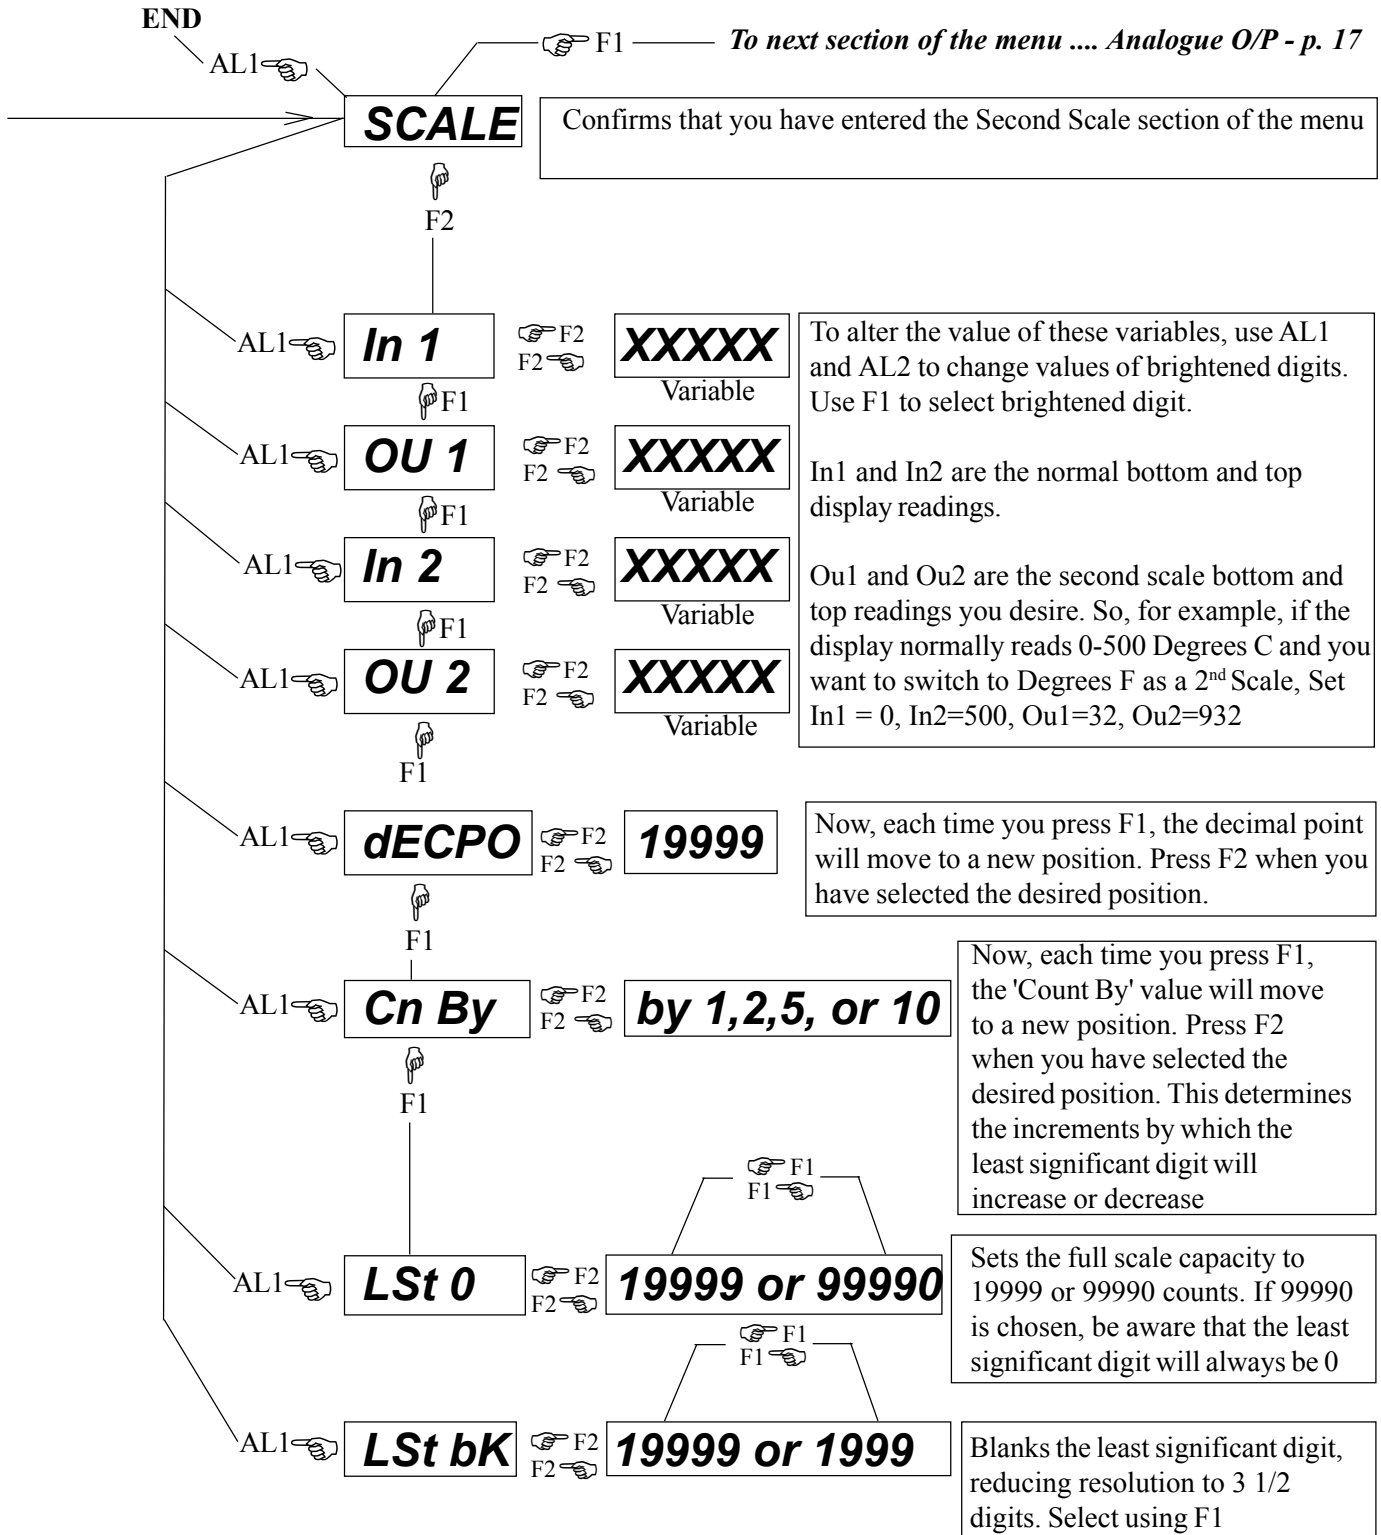 END
AL1
F1
To next section of the menu .... Analogue O/P - p. 17
SCALE
Confirms that you have entered the Second Scale section of the menu
F2
AL1
In 1
F2
F2
XXXXX
Variable
F1
AL1
OU 1
F2
F2
XXXXX
Variable
F1
AL1
In 2
F2
F2
XXXXX
Variable
F1
AL1
OU 2
F2
F2
XXXXX
Variable
F1
To alter the value of these variables, use AL1
and AL2 to change values of brightened digits.
Use F1 to select brightened digit.
In1 and In2 are the normal bottom and top
display readings.
Ou1 and Ou2 are the second scale bottom and
top readings you desire. So, for example, if the
display normally reads 0-500 Degrees C and you
want to switch to Degrees F as a 2nd Scale, Set
In1 = 0, In2=500, Ou1=32, Ou2=932
AL1
dECPO
F2
F2
19999
Now, each time you press F1, the decimal point
will move to a new position. Press F2 when you
have selected the desired position.
F1
AL1
Cn By
F2
F2
by 1,2,5, or 10
Now, each time you press F1,
the 'Count By' value will move
to a new position. Press F2
when you have selected the
desired position. This determines
the increments by which the
least significant digit will
increase or decrease
F1
F1
F1
AL1
LSt 0
F2
F2
19999 or 99990
Sets the full scale capacity to
19999 or 99990 counts. If 99990
is chosen, be aware that the least
significant digit will always be 0
F1
F1
AL1
LSt bK
F2
F2
19999 or 1999
Blanks the least significant digit,
reducing resolution to 3 1/2
digits. Select using F1